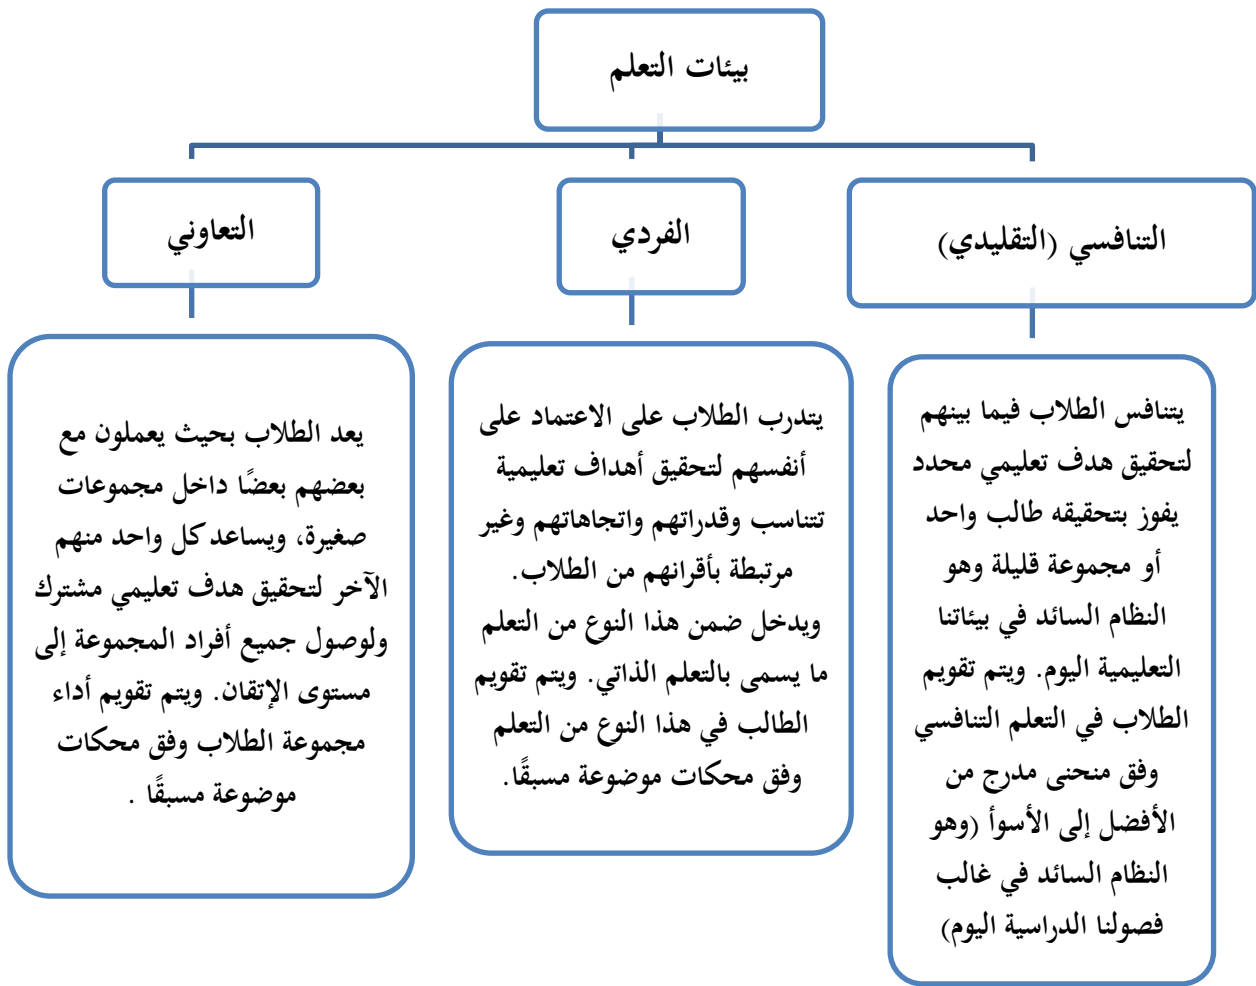 بيئات التعلم
التنافسي (التقليدي)
يتنافس الطلاب فيما بينهم
لتحقيق هدف تعليمي محدد
يفوز بتحقيقه طالب واحد
أو مجموعة قليلة وهو
النظام السائد في بيئاتنا
التعليمية اليوم. ويتم تقويم
الطلاب في التعلم التنافسي
وفق منحنى مدرج من
الأفضل إلى الأسوأ (وهو
النظام السائد في غالب
فصولنا الدراسية اليوم)
الفردي
يتدرب الطلاب على الاعتماد على
أنفسهم لتحقيق أهداف تعليمية
تتناسب وقدراتهم واتجاهاتهم وغير
مرتبطة بأقرانهم من الطلاب.
ويدخل ضمن هذا النوع من التعلم
ما يسمى بالتعلم الذاتي. ويتم تقويم
الطالب في هذا النوع من التعلم
وفق محكات موضوعة مسبقًا.
التعاوني
يعد الطلاب بحيث يعملون مع
بعضهم بعضًا داخل مجموعات
صغيرة، ويساعد كل واحد منهم
الآخر لتحقيق هدف تعليمي مشترك
ولوصول جميع أفراد المجموعة إلى
مستوى الإتقان. ويتم تقويم أداء
مجموعة الطلاب وفق محكات
موضوعة مسبقًا .